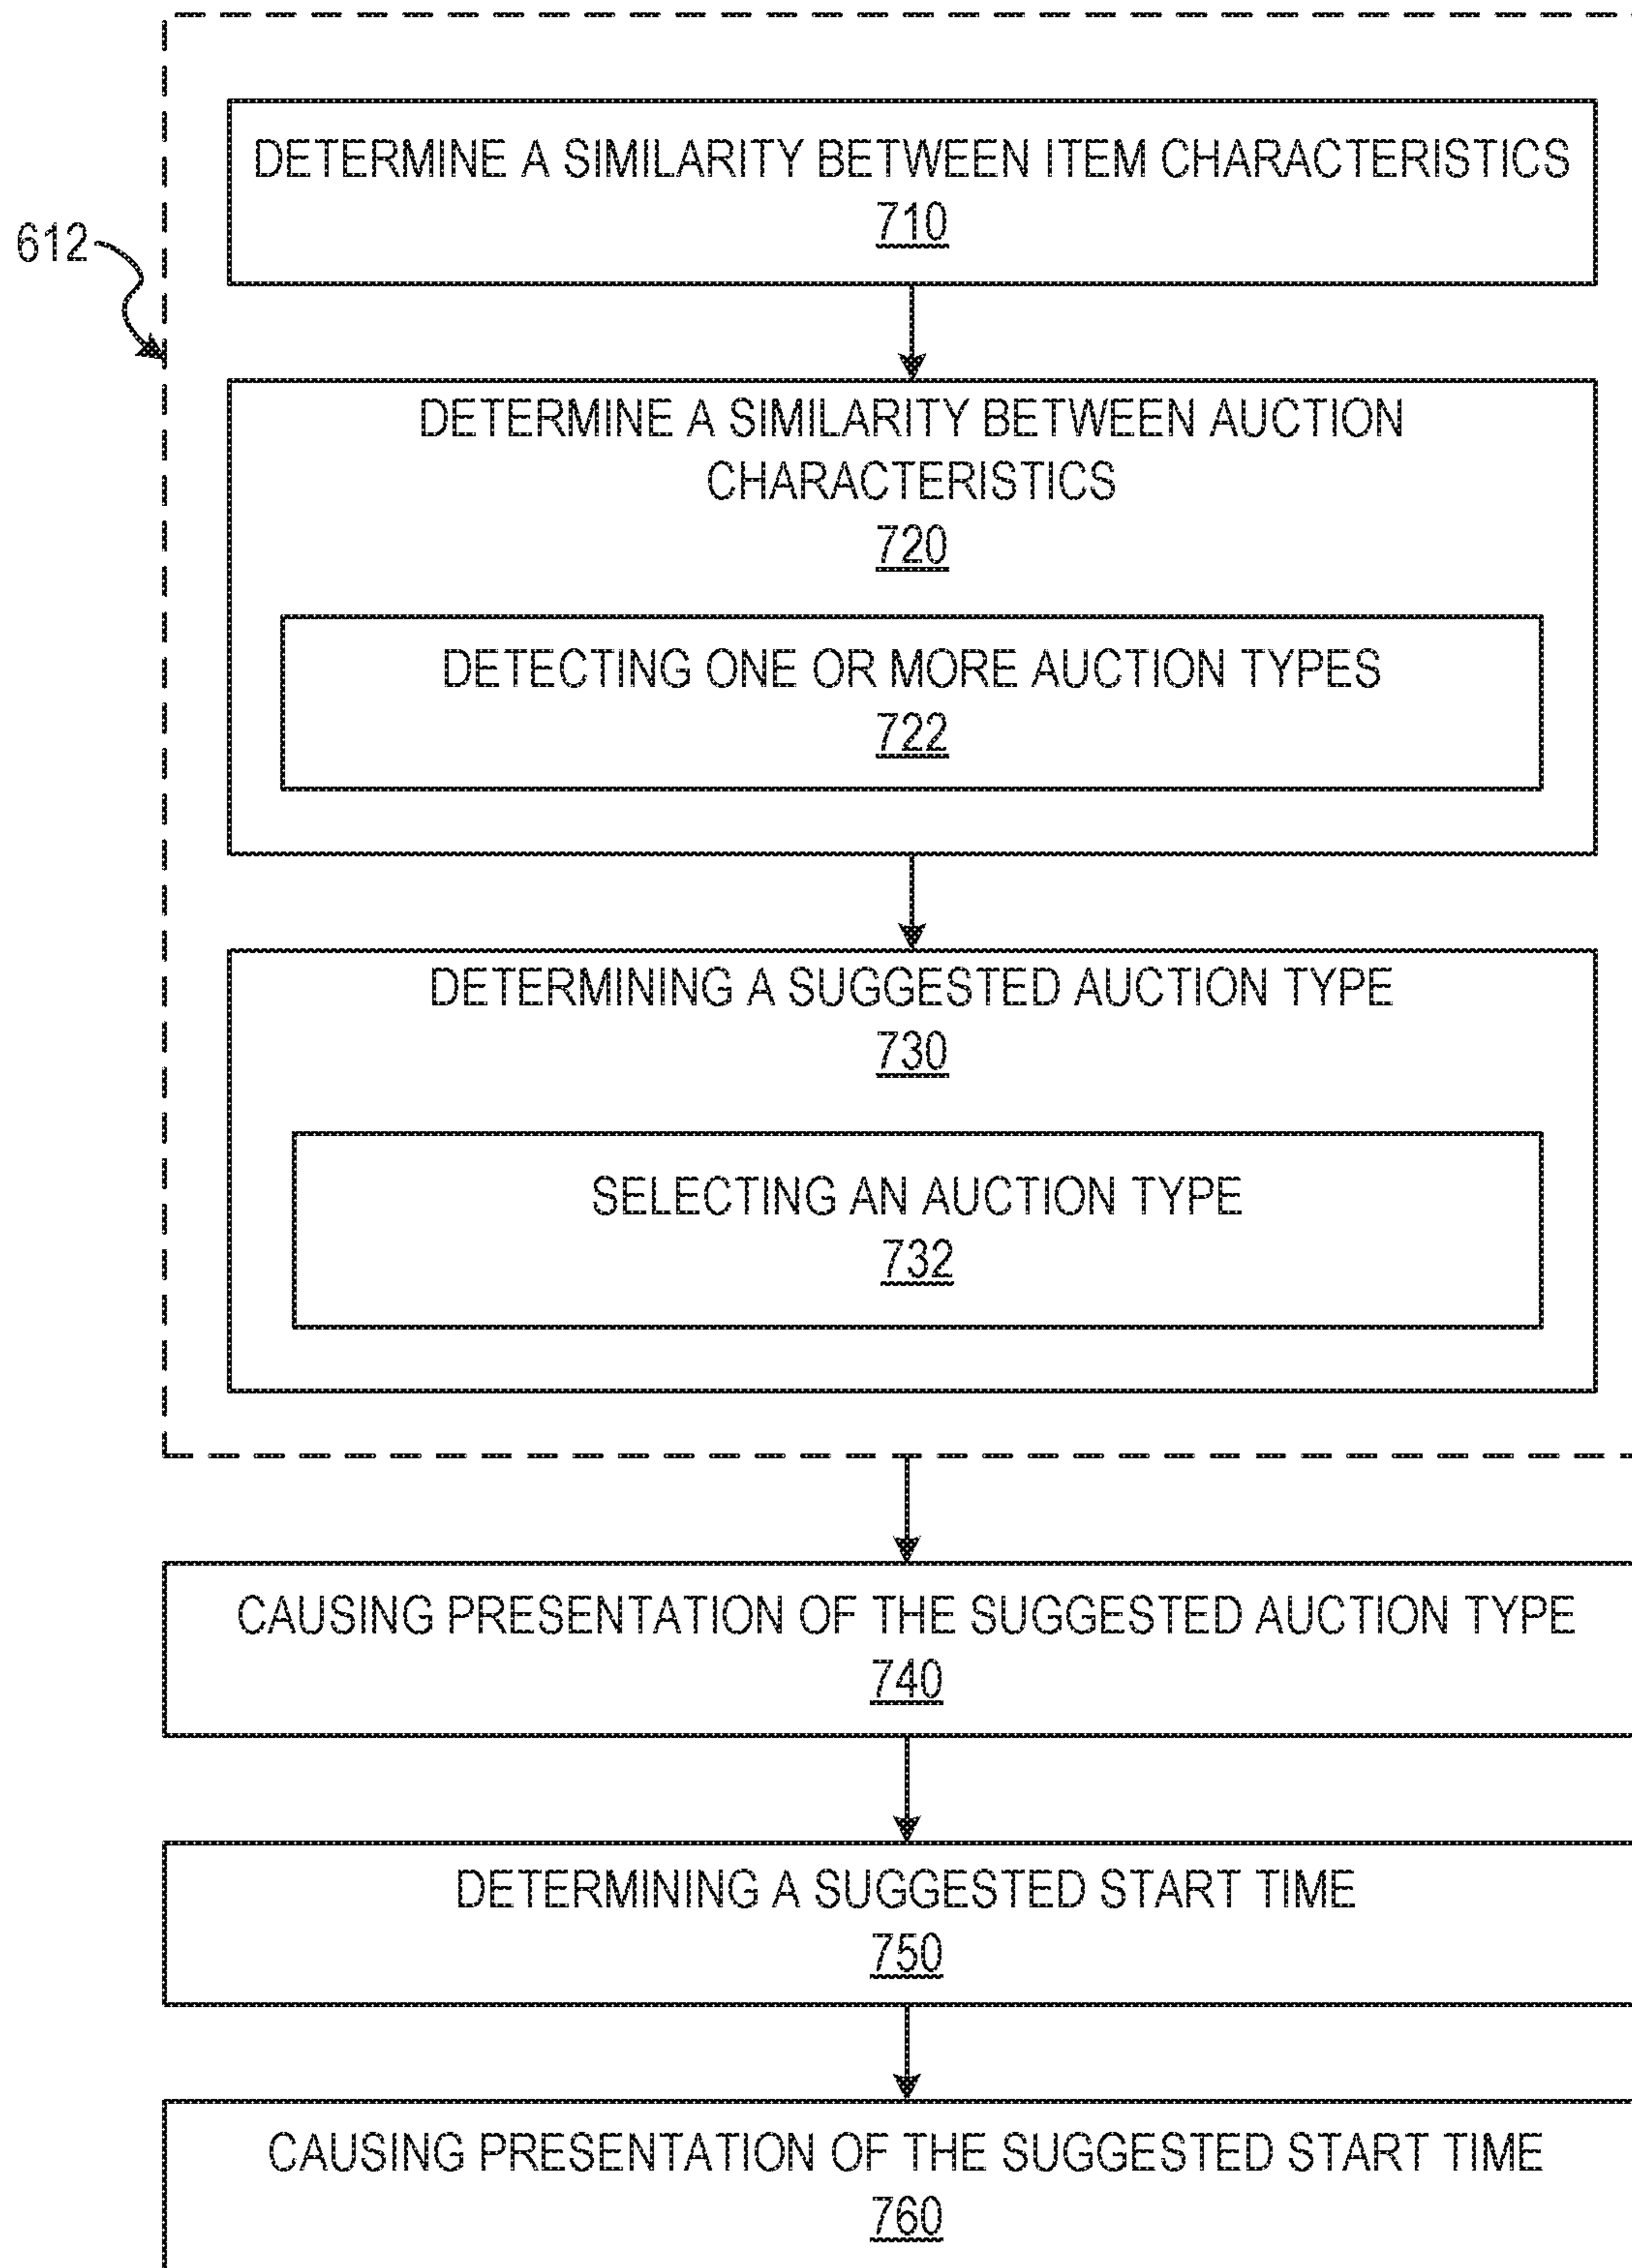 DETERMINE A SIMILARITY BETWEEN ITEM CHARACTERISTICS
710
612
DETERMINE A SIMILARITY BETWEEN AUCTION
CHARACTERISTICS
720
DETECTING ONE OR MORE AUCTION TYPES
722
DETERMINING A SUGGESTED AUCTION TYPE
730
SELECTING AN AUCTION TYPE
732
CAUSING PRESENTATION OF THE SUGGESTED AUCTION TYPE
740
DETERMINING A SUGGESTED START TIME
750
CAUSING PRESENTATION OF THE SUGGESTED START TIME
760